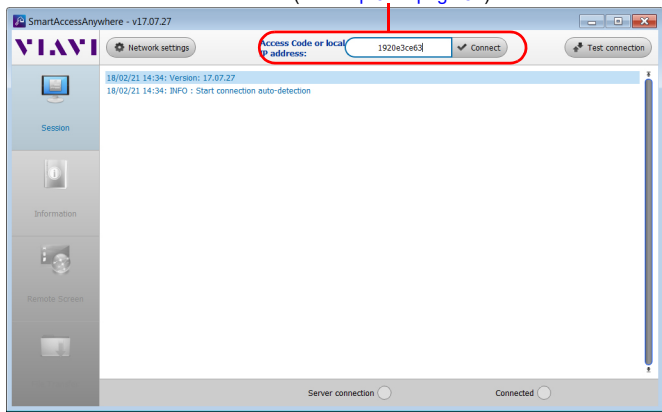 SmartAccessAnywhere - v17.07.27
VIAVI
Network settings
Access Code or local
IP address:
1920e3ce63
Connect
Test connection
18/02/21 14:34: Version: 17.07.27
18/02/21 14:34: INFO : Start connection auto-detection
Session
Information
Remote Screen
Server connection
Connected